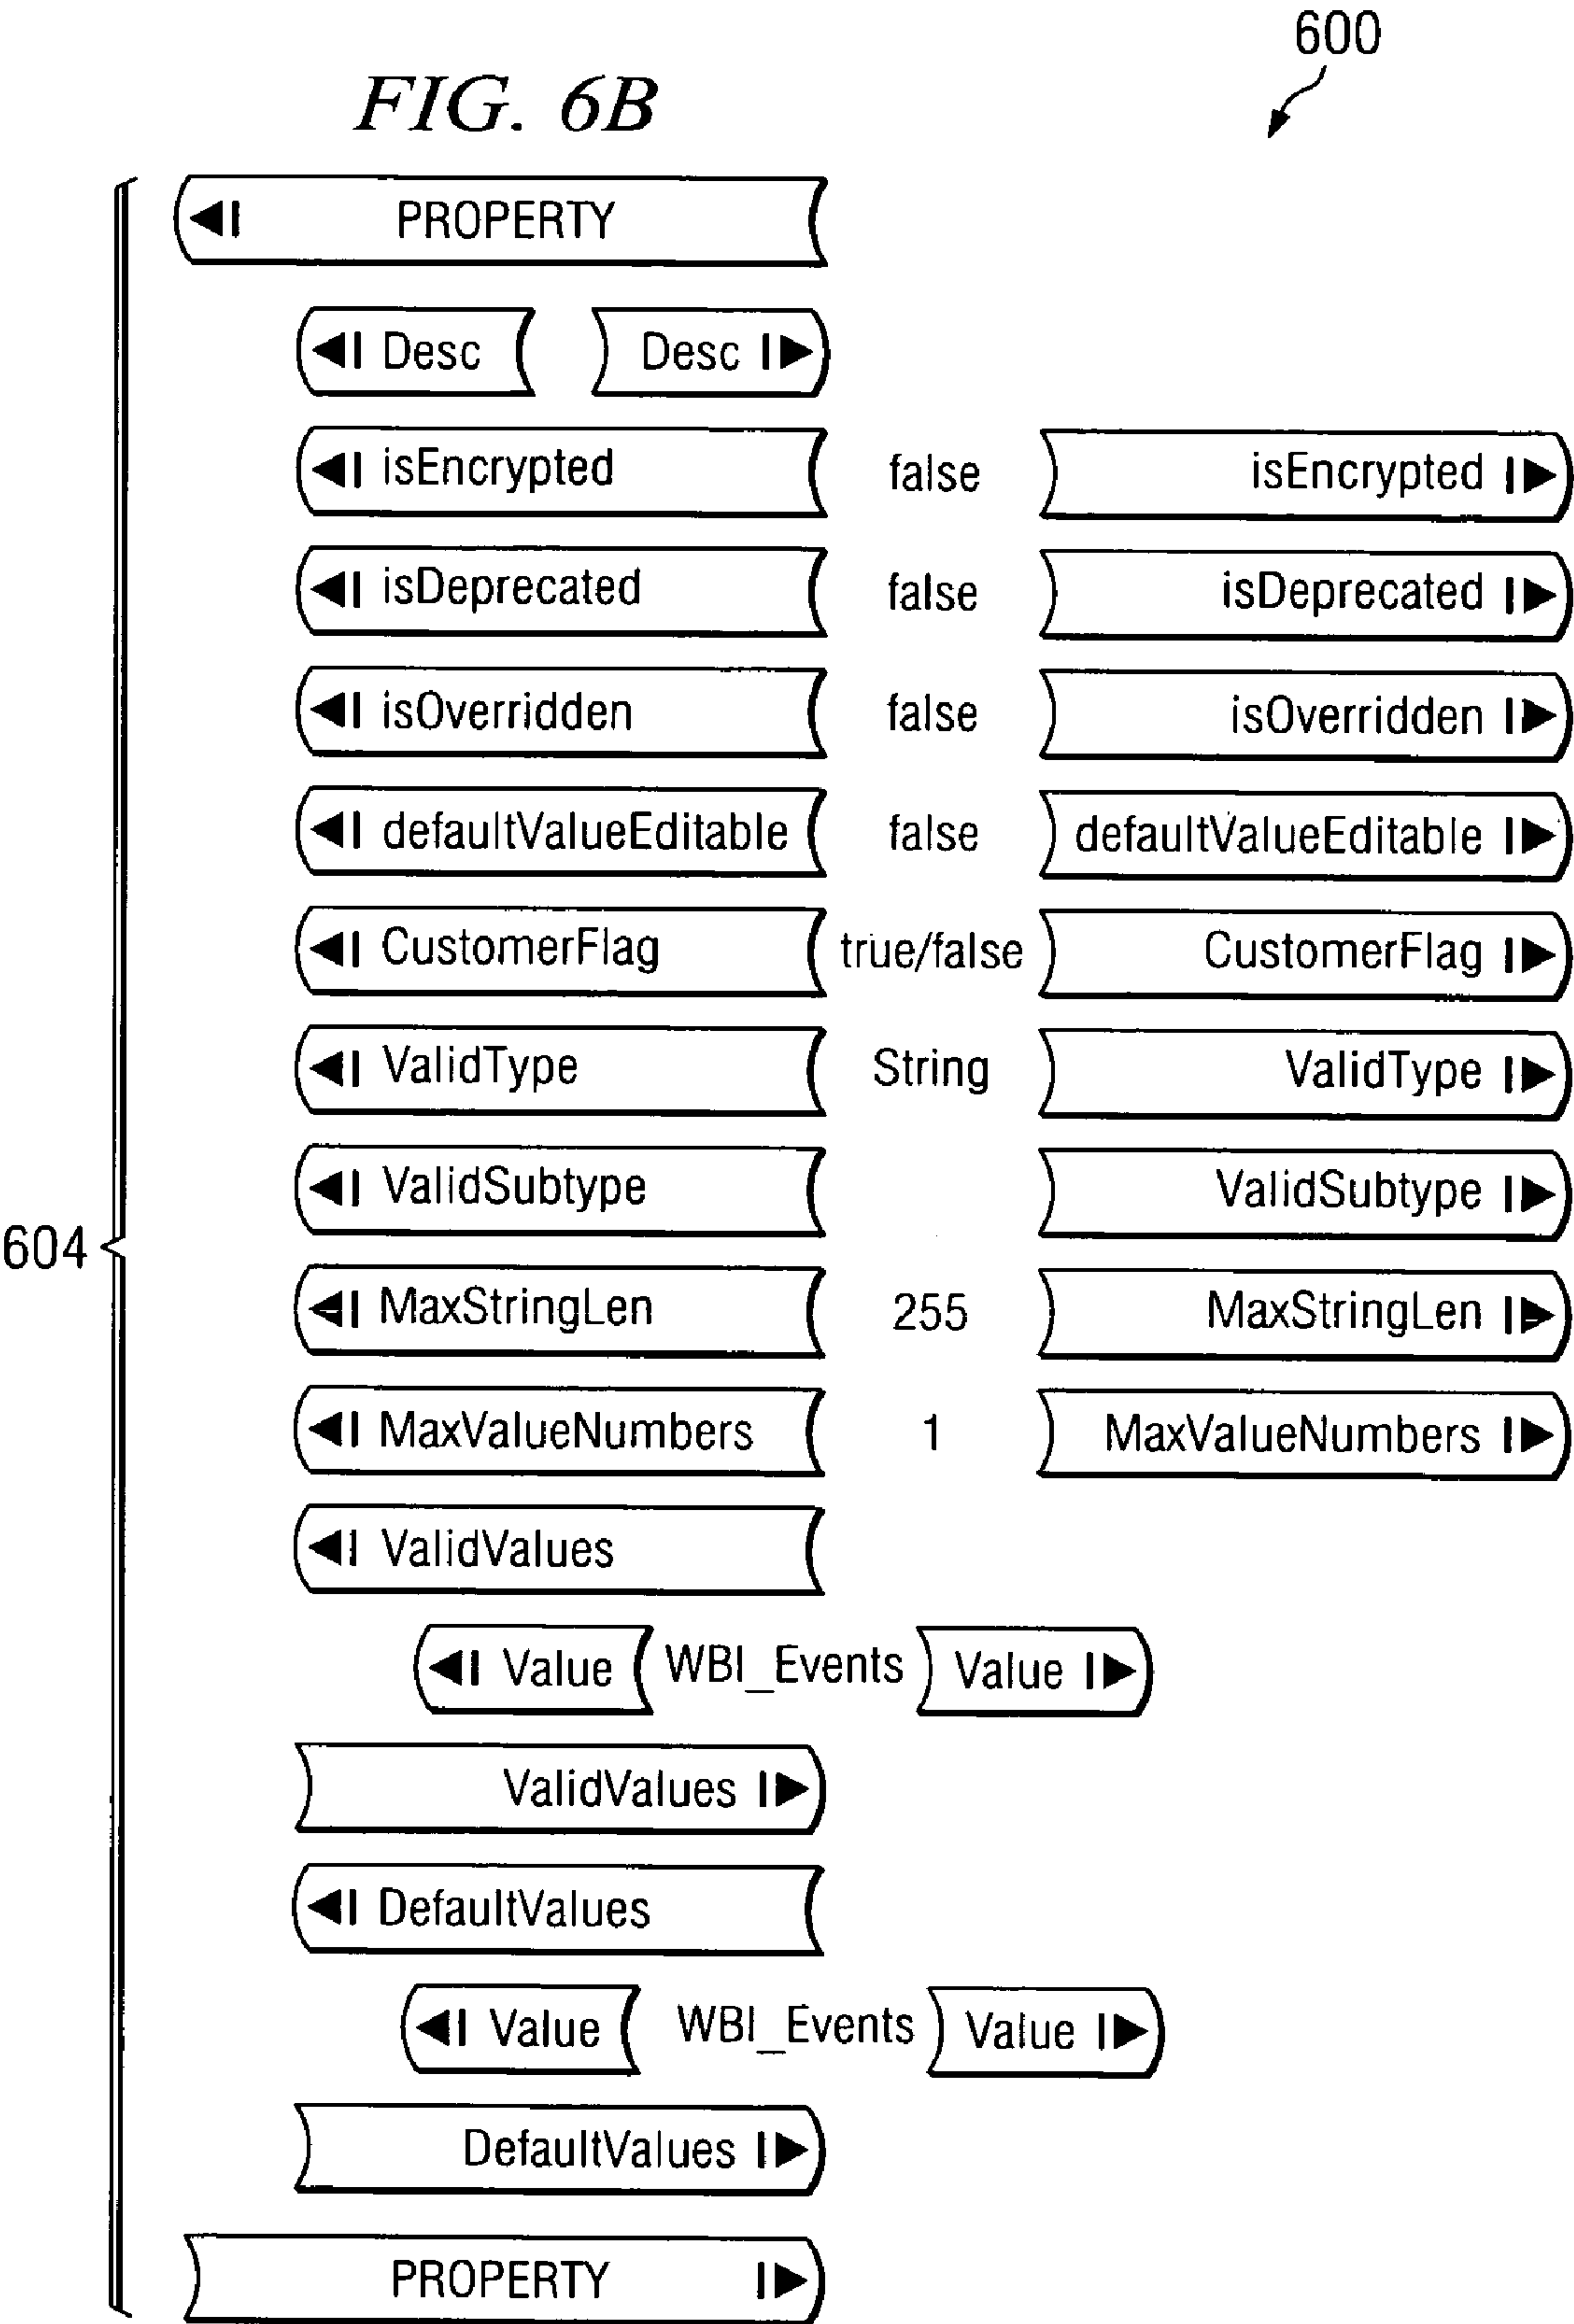 600
FIG. 6B
PROPERTY
Desc Desc
isEncrypted false isEncrypted
isDeprecated false isDeprecated
isOverridden false isOverridden
defaultValueEditable false defaultValueEditable
CustomerFlag true/false CustomerFlag
ValidType String ValidType
ValidSubtype ValidSubtype
604
MaxStringLen 255 MaxStringLen
MaxValueNumbers 1 MaxValueNumbers
ValidValues
Value WBI_Events Value
ValidValues
DefaultValues
Value WBI_Events Value
DefaultValues
PROPERTY